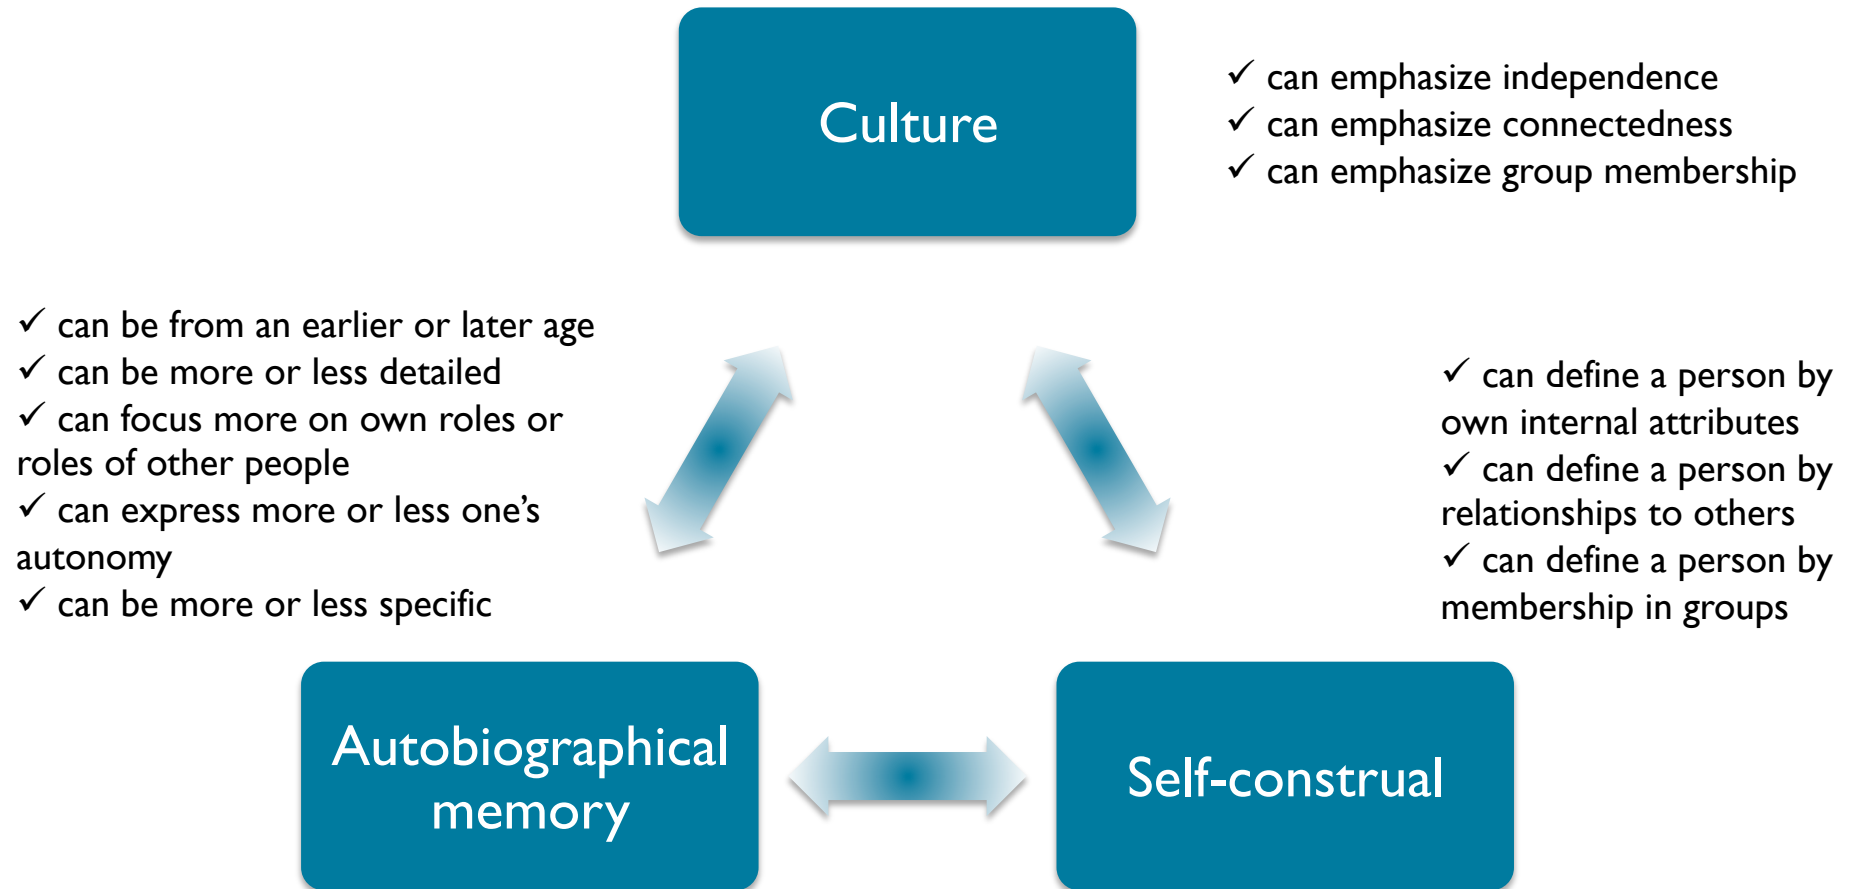 Culture
✓ can emphasize independence
✓ can emphasize connectedness
✓ can emphasize group membership
✓ can be from an earlier or later age
✓ can be more or less detailed
✓ can focus more on own roles or
roles of other people
✓ can express more or less one’s
autonomy
✓ can be more or less specific
✓ can define a person by
own internal attributes
✓ can define a person by
relationships to others
✓ can define a person by
membership in groups
Autobiographical
memory
Self-construal